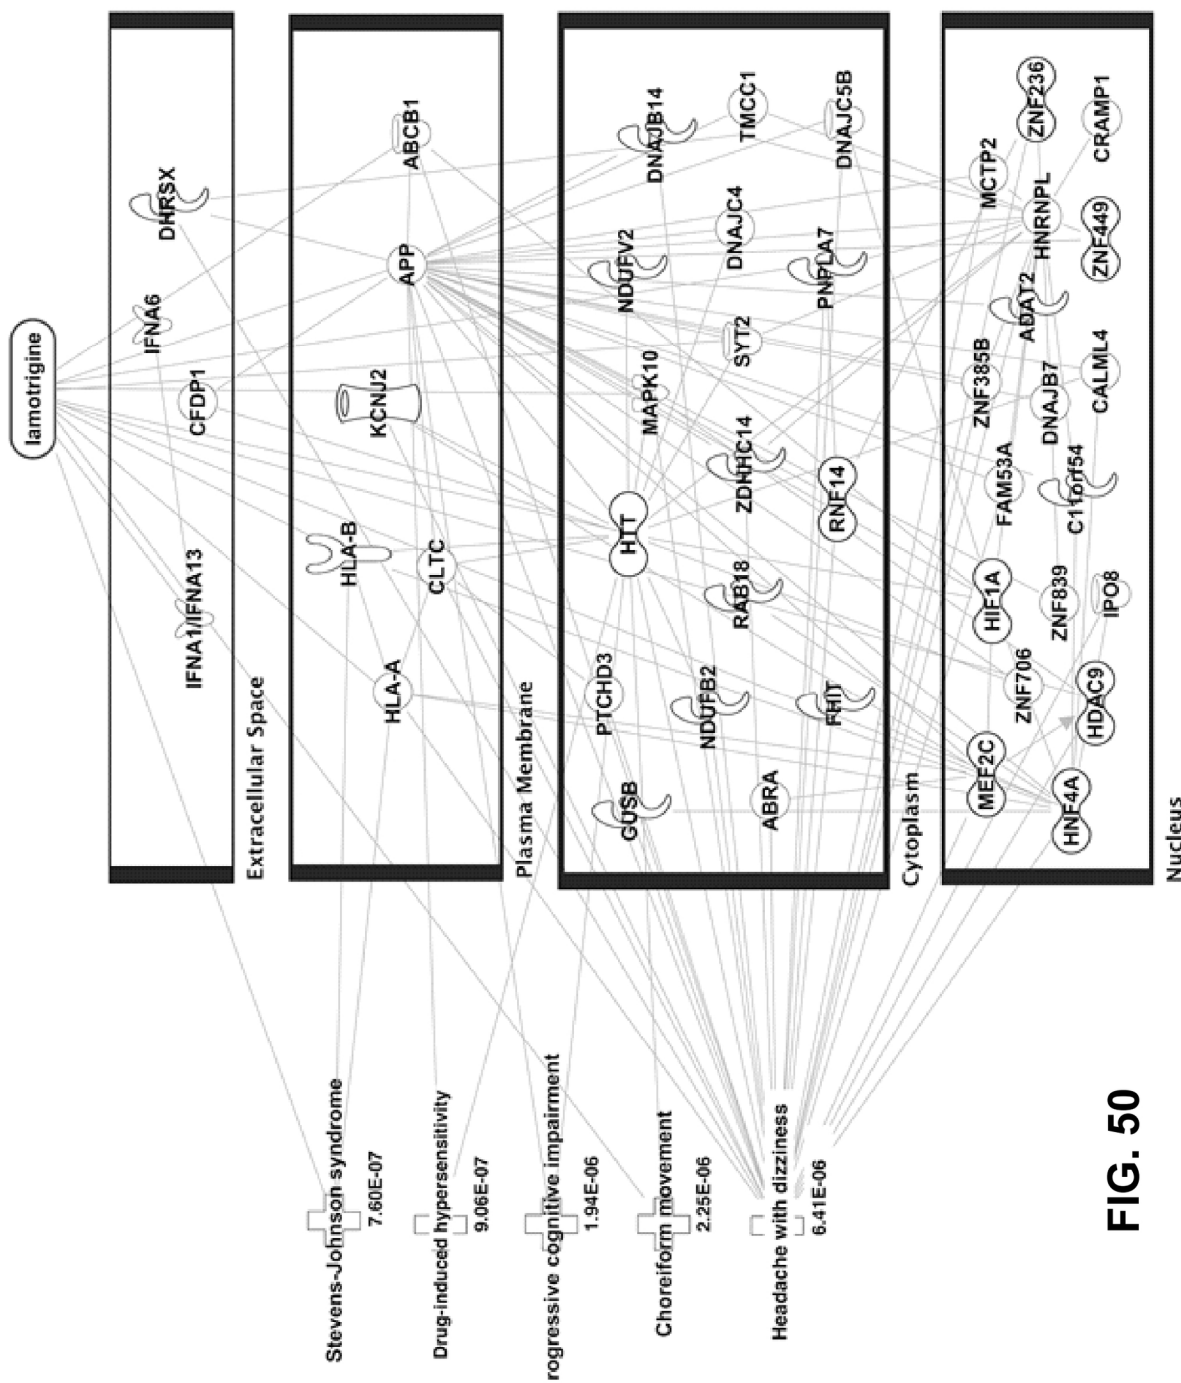 lamotrigine
DHRSX
IFNA6
CFDP1
IFNA1/IFNA13
Extracellular Space
ABCB1
APP
KCNJ2
HLA-B
CLTC
HLA-A
Plasma Membrane
DNAJB14
TMCC1
DNAJC5B
NDUFV2
DNAJC4
PNPLA7
MAPK10
SYT2
ZDHHC14
HTT
RNF14
RAB18
PTCHD3
NDUFB2
FHIT
GUSB
ABRA
Cytoplasm
ZNF236
MCTP2
CRAMP1
HNRNPL
ZNF449
ADAT2
ZNF385B
DNAJB7
CALML4
FAM53A
C11orf54
HIF1A
ZNF839
IPO8
ZNF706
HDAC9
MEF2C
HNF4A
Nucleus
Stevens-Johnson syndrome
7.60E-07
Drug-induced hypersensitivity
9.06E-07
rogressive cognitive impairment
1.94E-06
Choreiform movement
2.25E-06
Headache with dizziness
6.41E-06
FIG. 50